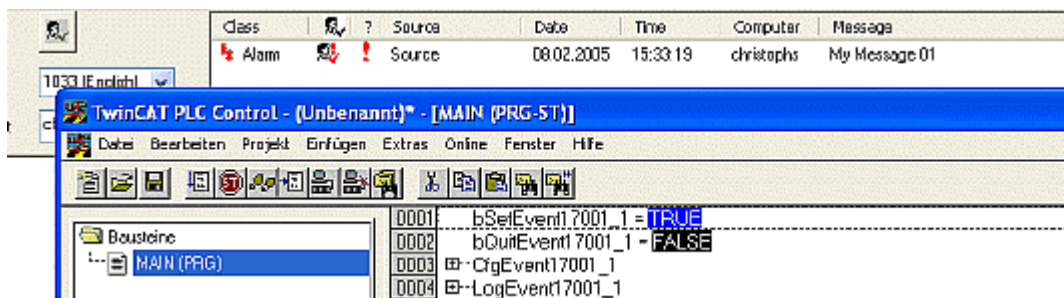 Class ? Source Date Time Computer Message
Alarm ! Source 08.02.2005 15:33:19 christophs My Message 01
1033 (English)
TwinCAT PLC Control - (Unbenannt)* - [MAIN (PRG-ST)]
Datei Bearbeiten Projekt Einfügen Extras Online Fenster Hilfe
Bausteine
MAIN (PRG)
0001 bSetEvent17001_1 = TRUE
0002 bQuitEvent17001_1 = FALSE
0003 CfgEvent17001_1
0004 LogEvent17001_1